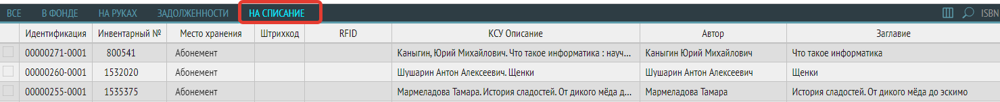 ВСЕ В ФОНДЕ НА РУКАХ ЗАДОЛЖЕННОСТИ НА СПИСАНИЕ ISBN
Идентификация Инвентарный № Место хранения Штрихкод RFID КСУ Описание Автор Заглавие
00000271-0001 800541 Абонемент Каныгин, Юрий Михайлович. Что такое информатика : науч... Каныгин Юрий Михайлович Что такое информатика
00000260-0001 1532020 Абонемент Шушарин Антон Алексеевич. Щенки Шушарин Антон Алексеевич Щенки
00000255-0001 1535375 Абонемент Мармеладова Тамара. История сладостей. От дикого мёда д... Мармеладова Тамара История сладостей. От дикого мёда до эскимо